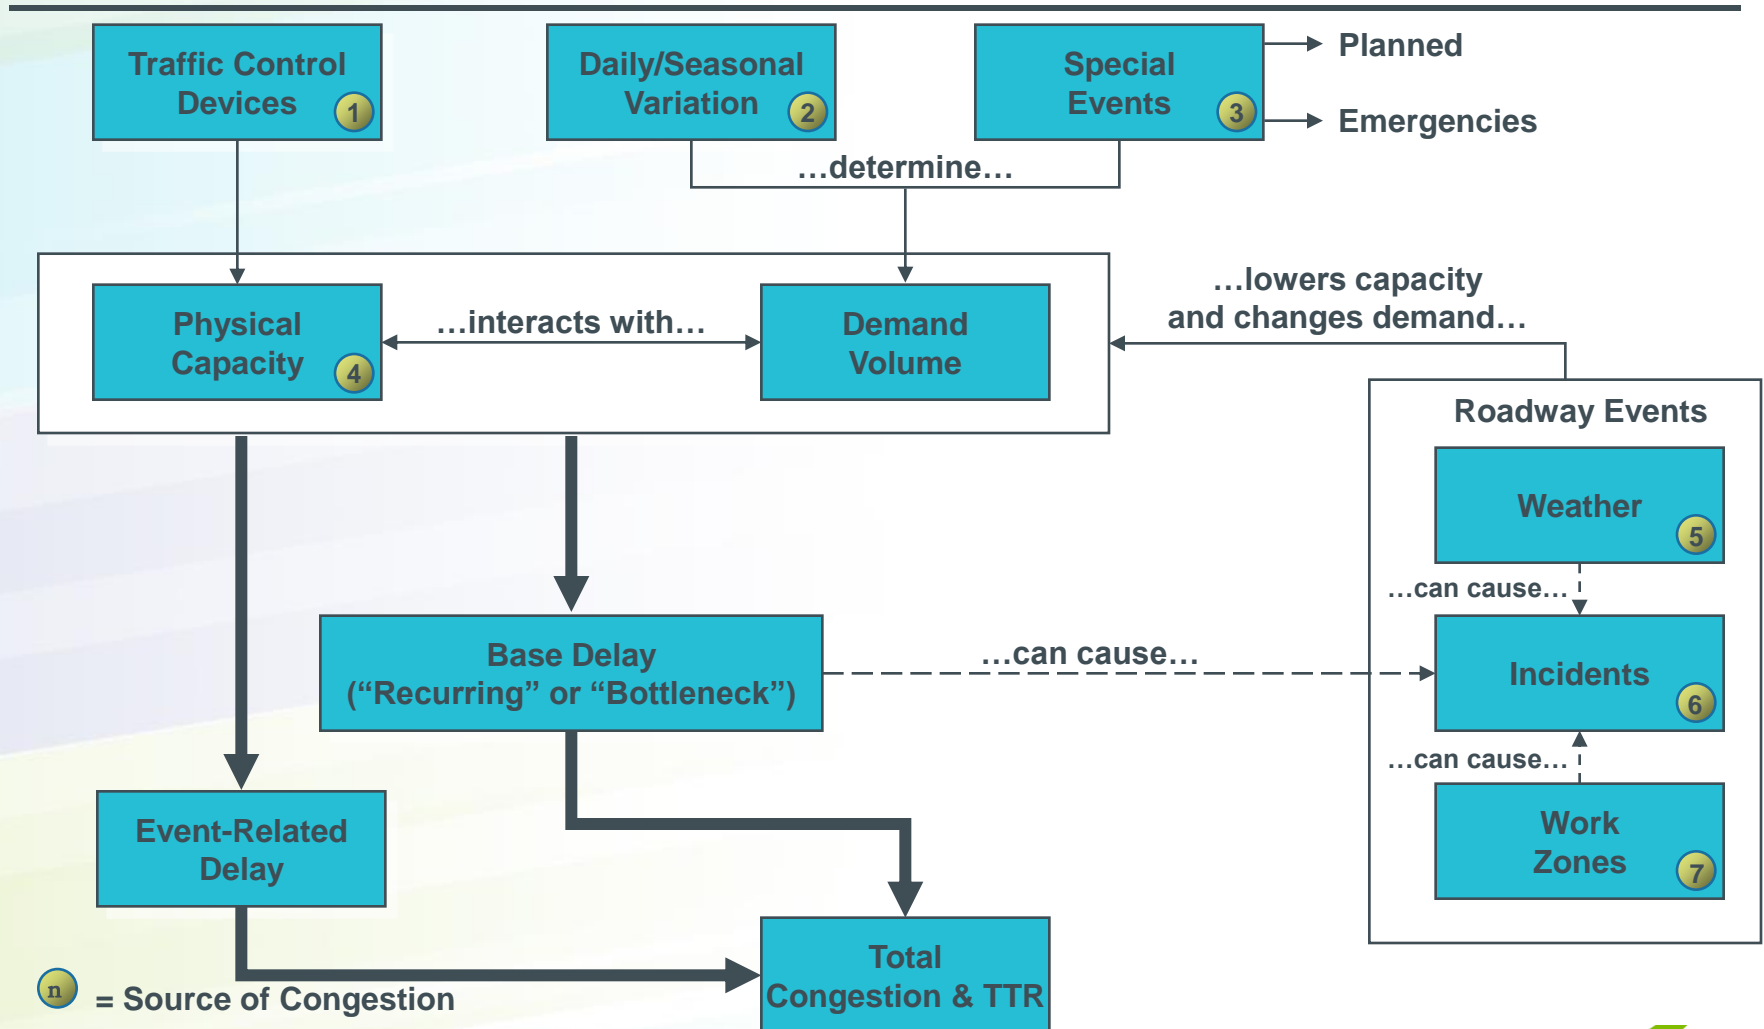 Traffic Control
Devices
1
Daily/Seasonal
Variation
2
Special
Events
3
Planned
Emergencies
…determine…
Physical
Capacity
4
…interacts with…
Demand
Volume
…lowers capacity
and changes demand…
Roadway Events
Weather
5
…can cause…
Base Delay
(“Recurring” or “Bottleneck”)
…can cause…
Incidents
6
…can cause…
Work
Zones
7
Event-Related
Delay
Total
Congestion & TTR
n = Source of Congestion